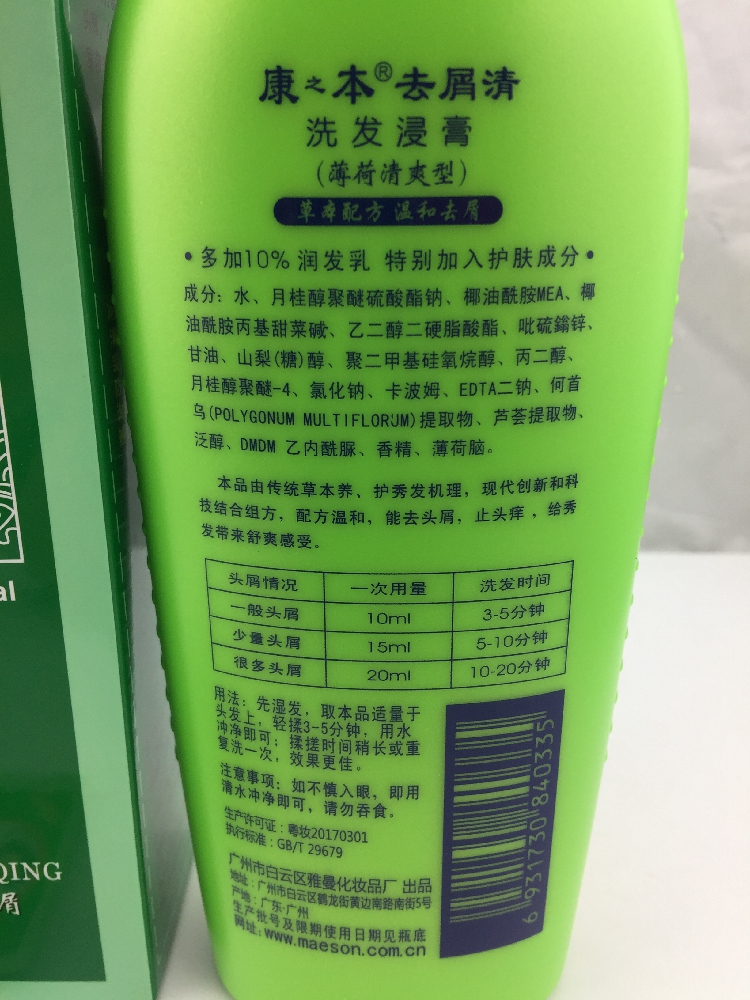 康之本®去屑清
洗发浸膏
(薄荷清爽型)
草本配方 温和去屑
•多加10% 润发乳 特别加入护肤成分•
成分：水、月桂醇聚醚硫酸酯钠、椰油酰胺MEA、椰
油酰胺丙基甜菜碱、乙二醇二硬脂酸酯、吡硫鎓锌、
甘油、山梨(糖)醇、聚二甲基硅氧烷醇、丙二醇、
月桂醇聚醚-4、氯化钠、卡波姆、EDTA二钠、何首
乌(POLYGONUM MULTIFLORUM)提取物、芦荟提取物、
泛醇、DMDM 乙内酰脲、香精、薄荷脑。
本品由传统草本养、护秀发机理，现代创新和科
技结合组方，配方温和，能去头屑，止头痒，给秀
发带来舒爽感受。
头屑情况 一次用量 洗发时间
一般头屑 10ml 3-5分钟
少量头屑 15ml 5-10分钟
很多头屑 20ml 10-20分钟
用法：先湿发，取本品适量于
头发上，轻揉3-5分钟，用水
冲净即可；揉搓时间稍长或重
复洗一次，效果更佳。
注意事项：如不慎入眼，即用
清水冲净即可，请勿吞食。
生产许可证：粤妆20170301
执行标准：GB/T 29679
广州市白云区雅曼化妆品厂 出品
地址：广州市白云区鹤龙街黄边南路南街5号
产地：广东·广州
生产批号及限期使用日期见瓶底
网址:www.maeson.com.cn
6 931730 840335
al
QING
屑